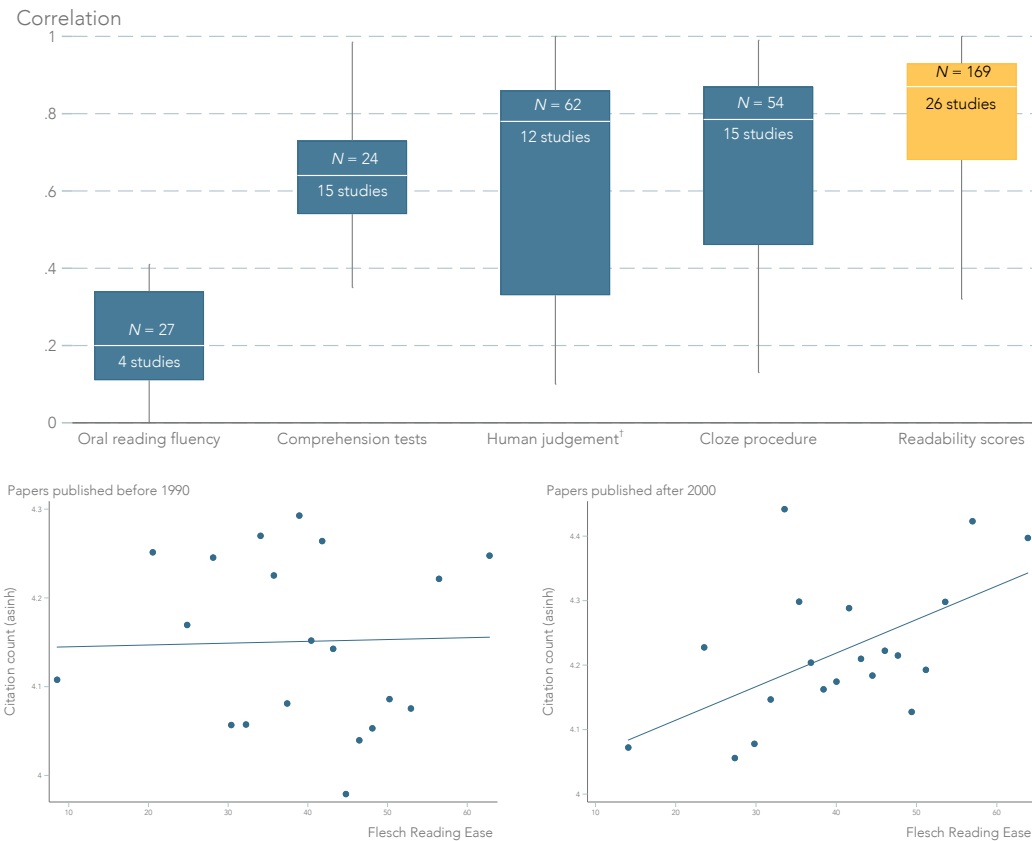 Correlation
1
.8
.6
.4
.2
0
N = 27
4 studies
N = 24
15 studies
N = 62
12 studies
N = 54
15 studies
N = 169
26 studies
Oral reading fluency
Comprehension tests
Human judgement†
Cloze procedure
Readability scores
Papers published before 1990
4.3
4.2
4.1
4
Citation count (asinh)
10 20 30 40 50 60
Flesch Reading Ease
Papers published after 2000
4.4
4.3
4.2
4.1
4
Citation count (asinh)
10 20 30 40 50 60
Flesch Reading Ease